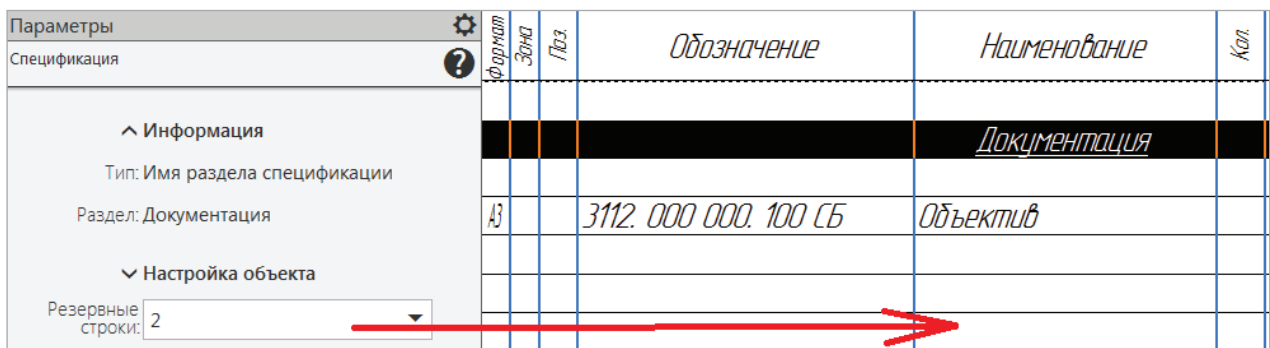 Параметры
Спецификация
Информация
Тип: Имя раздела спецификации
Раздел: Документация
Настройка объекта
Резервные
строки: 2
Формат Зона Поз. Обозначение Наименование Кол.
Документация
А3 3112. 000 000. 100 СБ Объектив